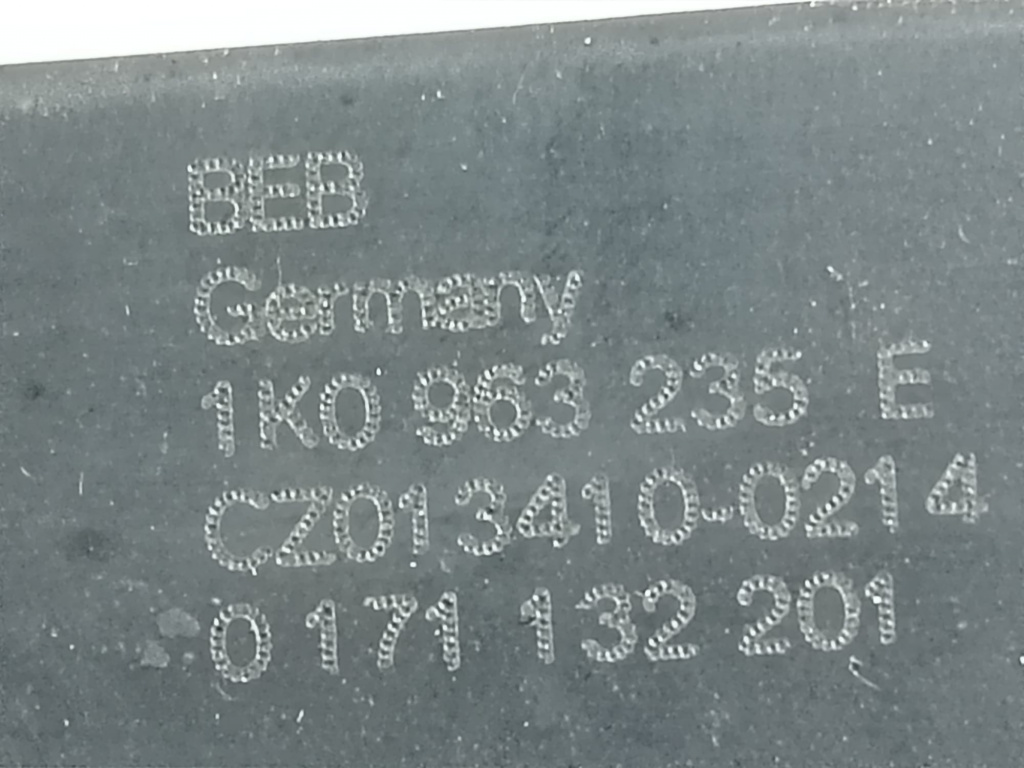 BEB
Germany
1K0 963 235 E
CZ013410-0214
0 171 132 201